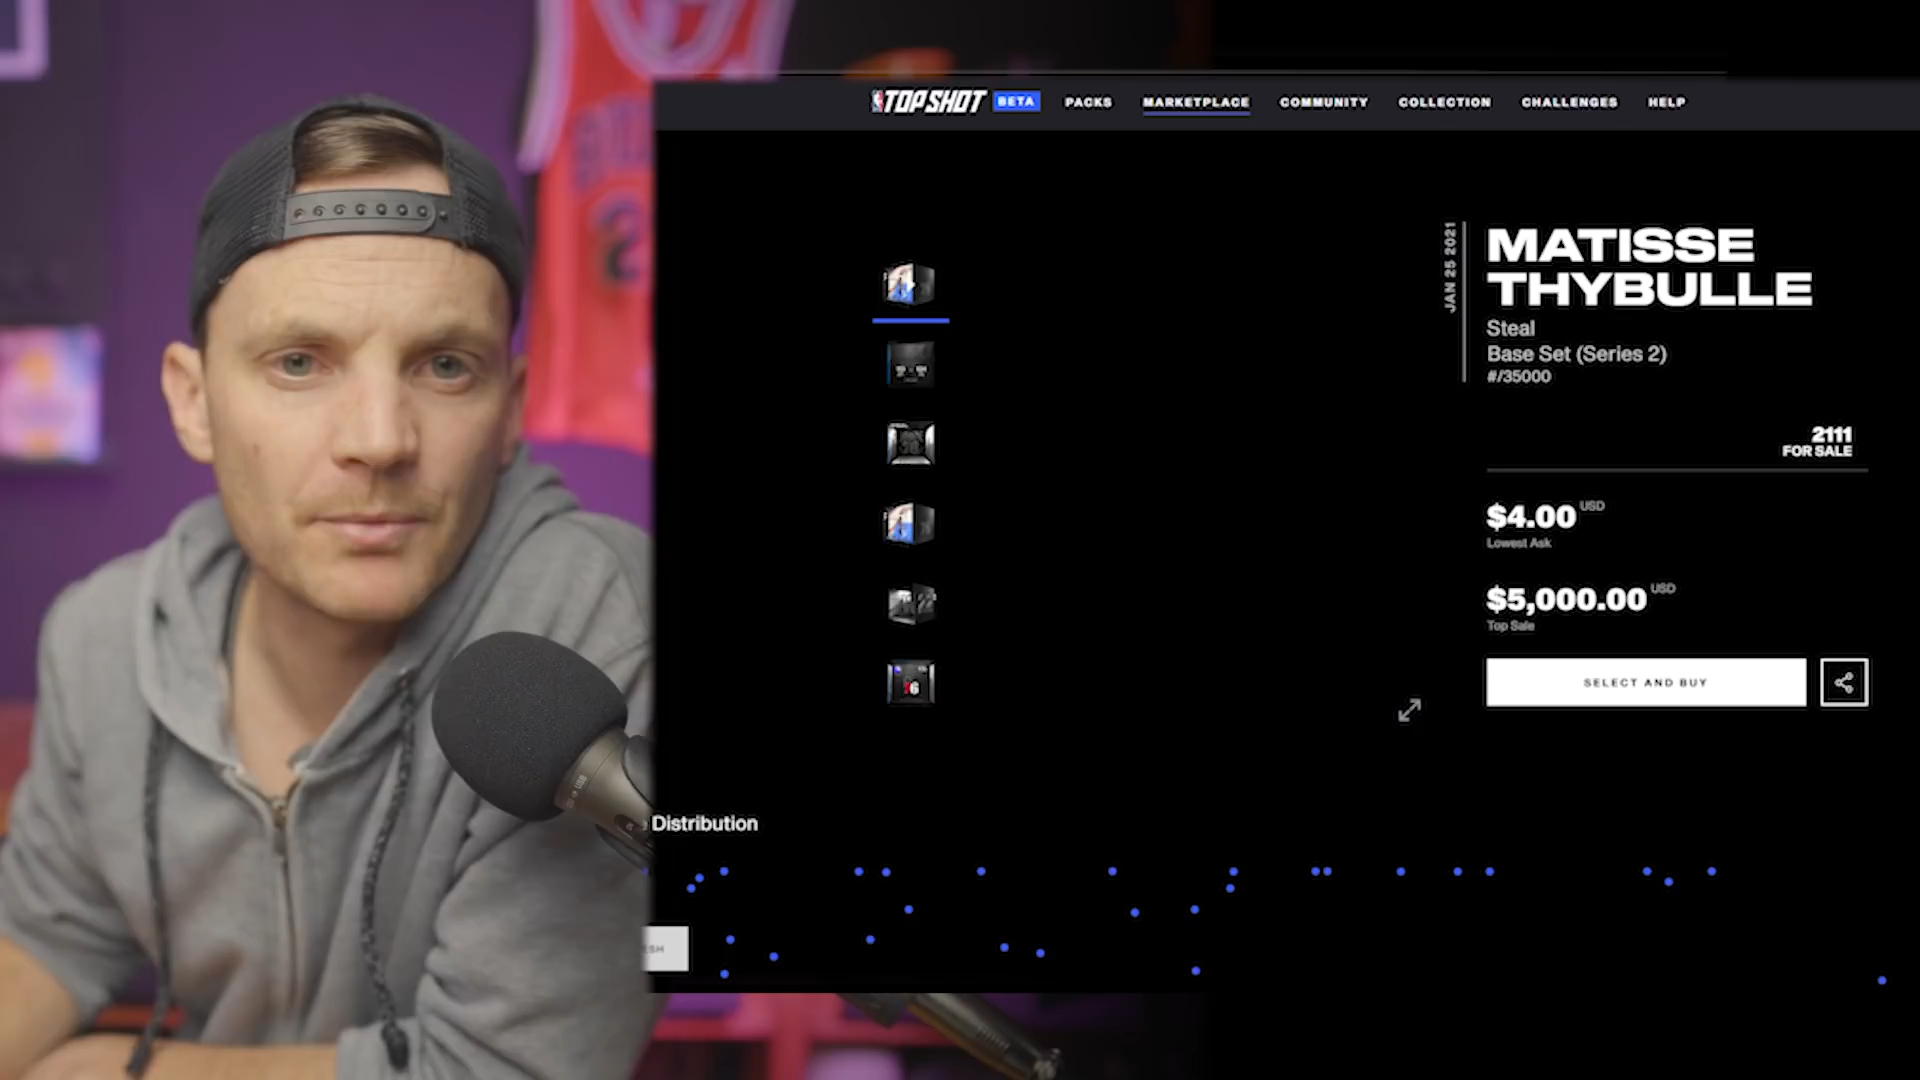 TOP SHOT BETA PACKS MARKETPLACE COMMUNITY COLLECTION CHALLENGES HELP
JAN 25 2021
MATISSE
THYBULLE
Steal
Base Set (Series 2)
#/35000
2111
FOR SALE
$4.00 USD
Lowest Ask
$5,000.00 USD
Top Sale
SELECT AND BUY
Distribution
USB